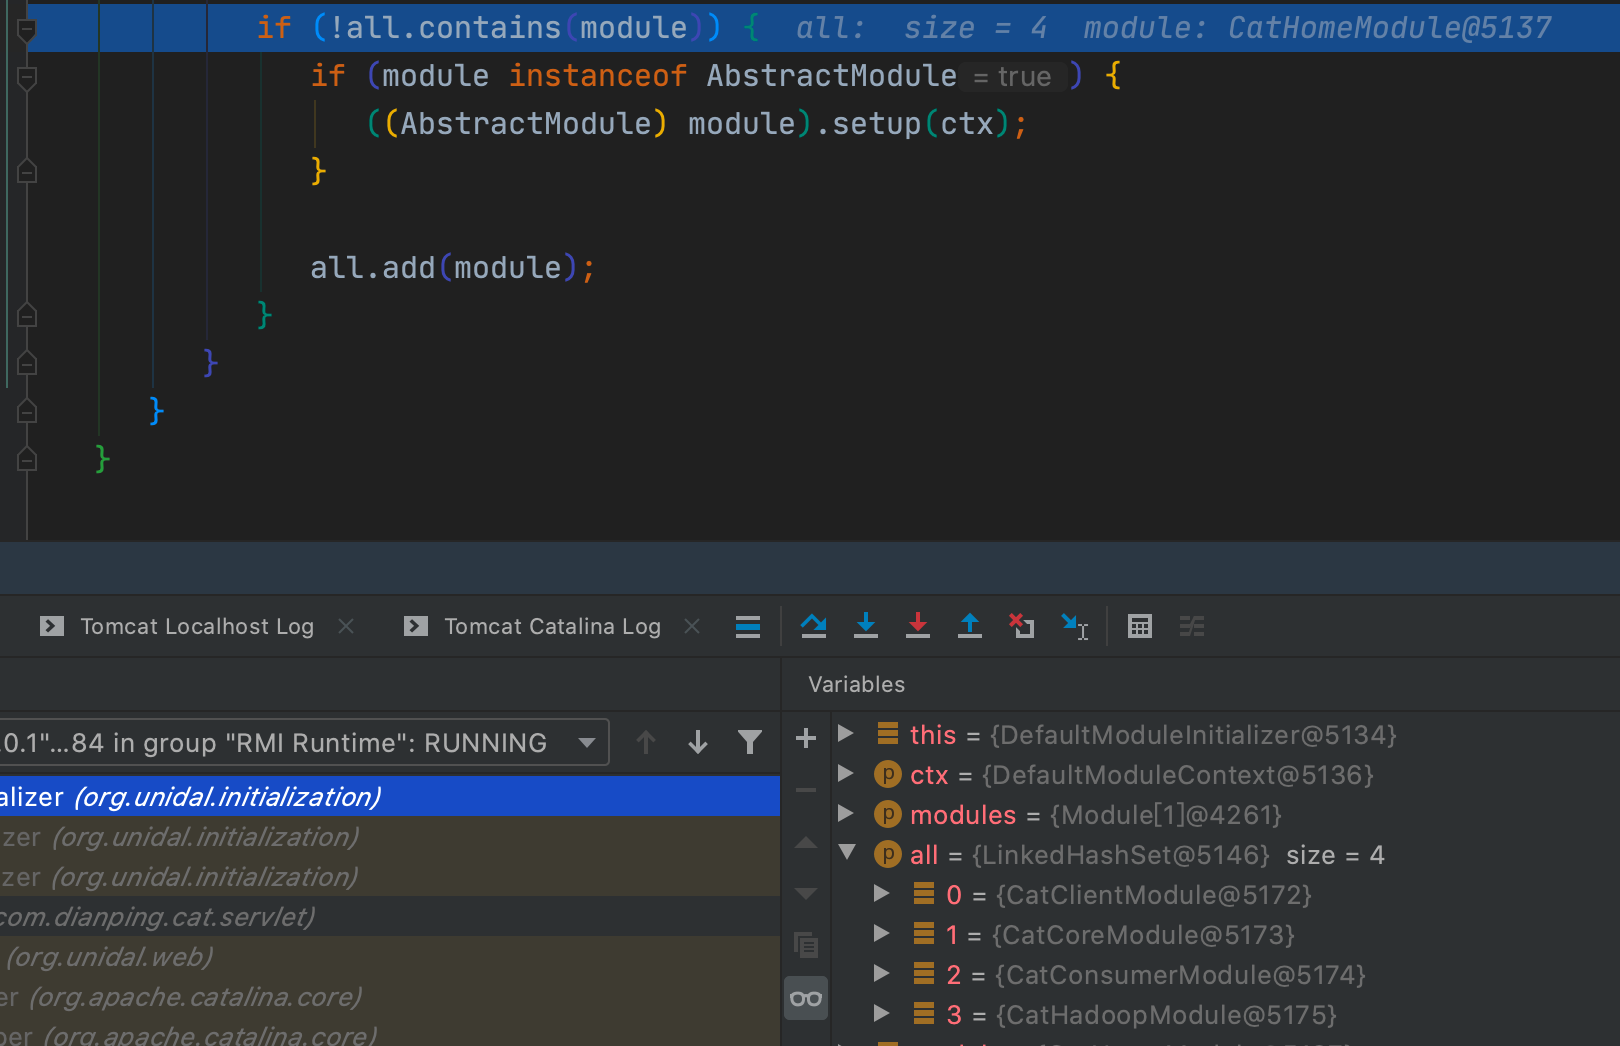 if (!all.contains(module)) {  all:  size = 4  module: CatHomeModule@5137
if (module instanceof AbstractModule = true ) {
((AbstractModule) module).setup(ctx);
}
all.add(module);
}
}
}
}
Tomcat Localhost Log
Tomcat Catalina Log
Variables
.0.1"...84 in group "RMI Runtime": RUNNING
alizer (org.unidal.initialization)
zer (org.unidal.initialization)
zer (org.unidal.initialization)
com.dianping.cat.servlet)
(org.unidal.web)
er (org.apache.catalina.core)
per (org.apache.catalina.core)
this = {DefaultModuleInitializer@5134}
p ctx = {DefaultModuleContext@5136}
p modules = {Module[1]@4261}
p all = {LinkedHashSet@5146} size = 4
0 = {CatClientModule@5172}
1 = {CatCoreModule@5173}
2 = {CatConsumerModule@5174}
3 = {CatHadoopModule@5175}